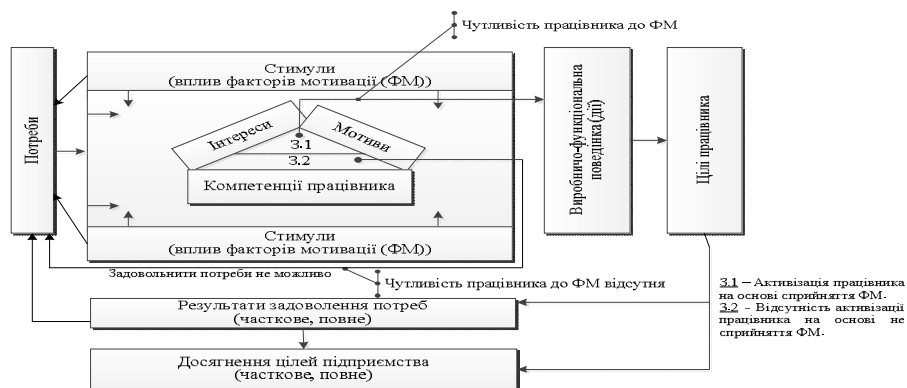 Чутливість працівника до ФМ
Потреби
Стимули
(вплив факторів мотивації (ФМ))
Інтереси
Мотиви
3.1
3.2
Компетенції працівника
Стимули
(вплив факторів мотивації (ФМ))
Виробничо-функціональна
поведінка (дії)
Цілі працівника
Задовольнити потреби не можливо
Чутливість працівника до ФМ відсутня
Результати задоволення потреб
(часткове, повне)
Досягнення цілей підприємства
(часткове, повне)
3.1 – Активізація працівника
на основі сприйняття ФМ.
3.2 - Відсутність активізації
працівника на основі не
сприйняття ФМ.